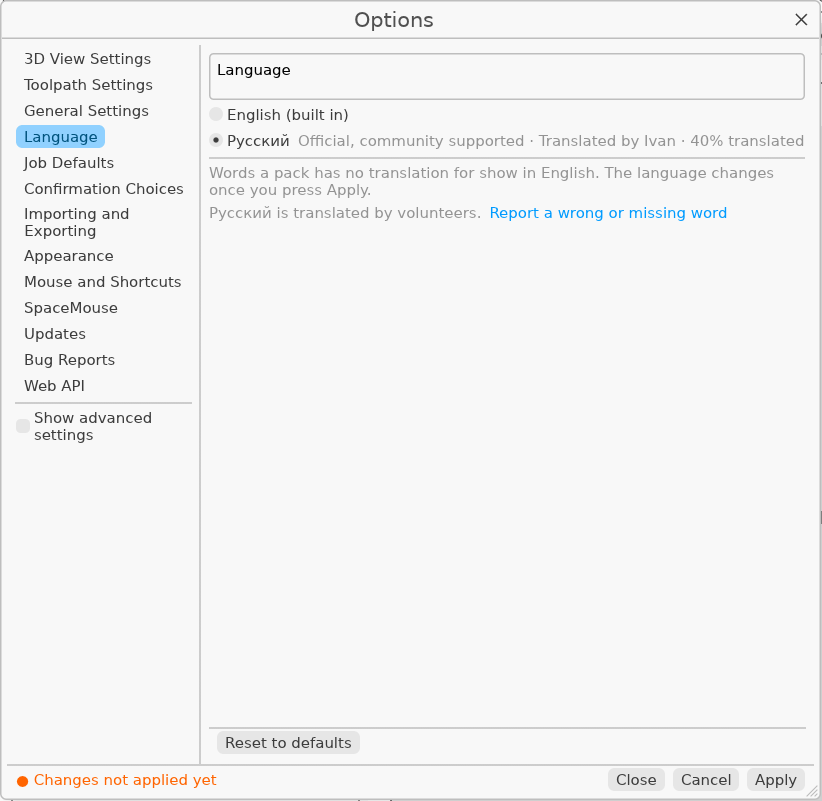 Options
3D View Settings
Toolpath Settings
General Settings
Language
Job Defaults
Confirmation Choices
Importing and
Exporting
Appearance
Mouse and Shortcuts
SpaceMouse
Updates
Bug Reports
Web API
Show advanced
settings
Language
English (built in)
Русский Official, community supported · Translated by Ivan · 40% translated
Words a pack has no translation for show in English. The language changes
once you press Apply.
Русский is translated by volunteers. Report a wrong or missing word
Reset to defaults
Changes not applied yet
Close Cancel Apply